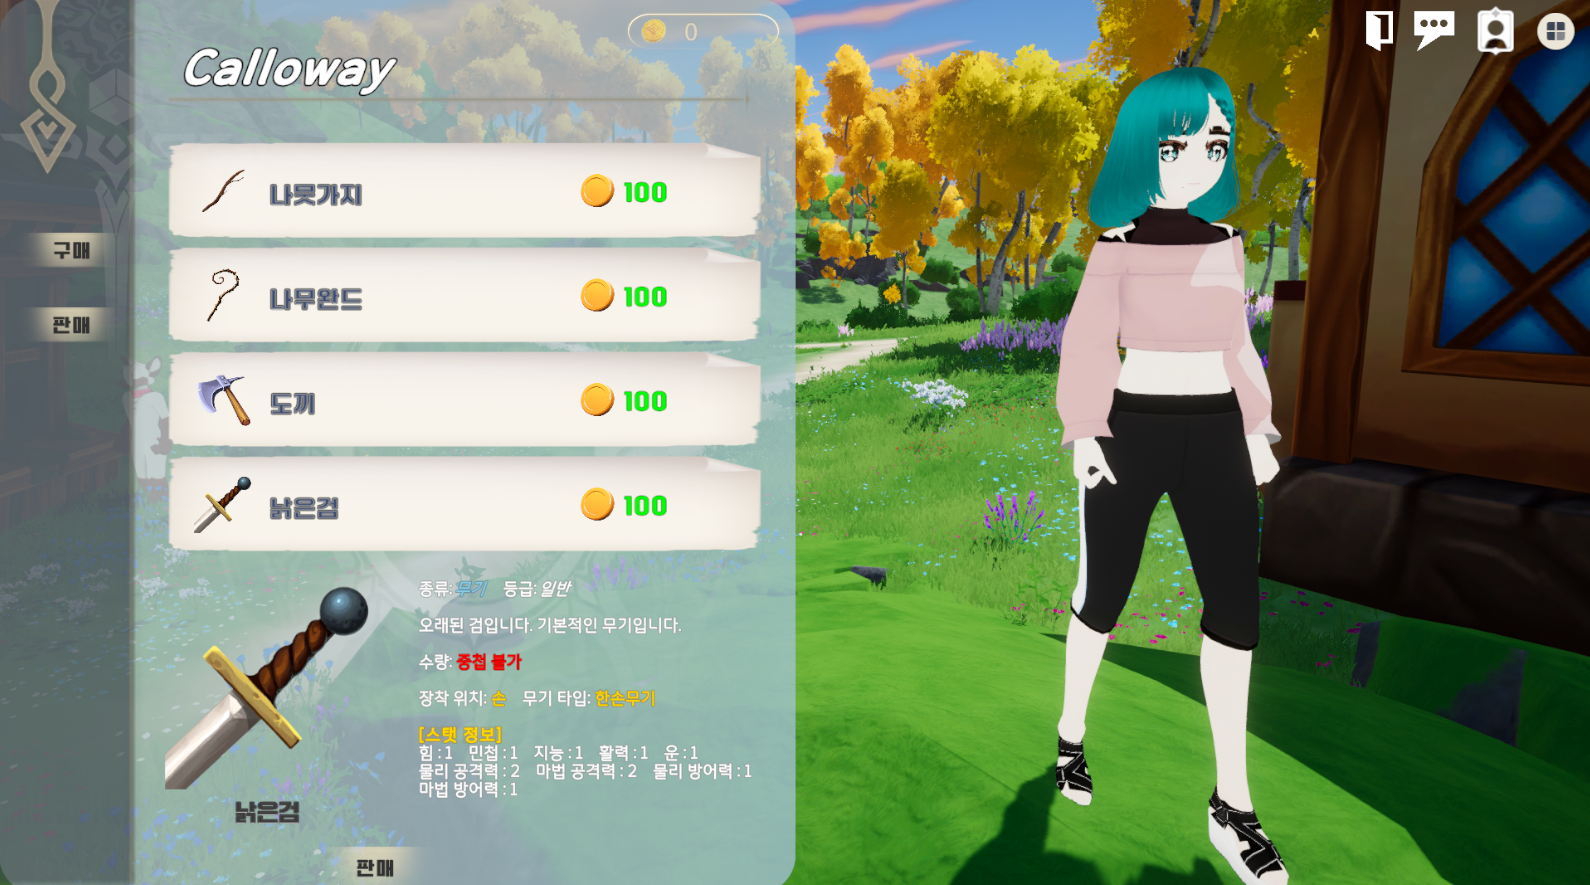 0
Calloway
나뭇가지 100
구매
나무완드 100
판매
도끼 100
낡은검 100
종류: 무기 등급: 일반
오래된 검입니다. 기본적인 무기입니다.
수량: 중첩 불가
장착 위치: 손 무기 타입: 한손무기
[스탯 정보]
힘 : 1 민첩 : 1 지능 : 1 활력 : 1 운 : 1
물리 공격력 : 2 마법 공격력 : 2 물리 방어력 : 1
마법 방어력 : 1
낡은검
판매